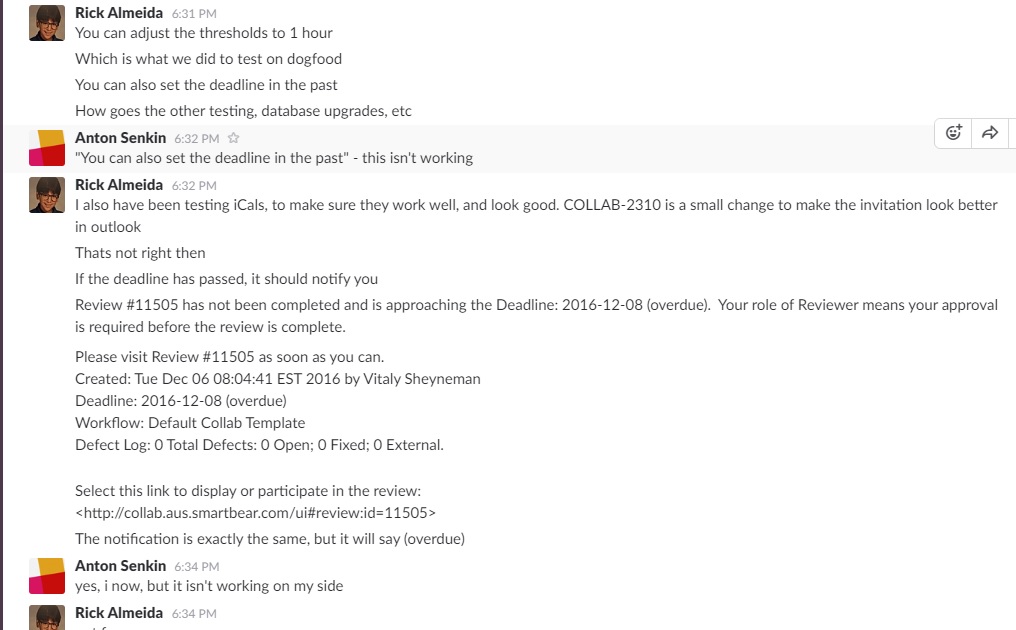 Rick Almeida 6:31 PM
You can adjust the thresholds to 1 hour
Which is what we did to test on dogfood
You can also set the deadline in the past
How goes the other testing, database upgrades, etc
Anton Senkin 6:32 PM
"You can also set the deadline in the past" - this isn't working
Rick Almeida 6:32 PM
I also have been testing iCals, to make sure they work well, and look good. COLLAB-2310 is a small change to make the invitation look better
in outlook
Thats not right then
If the deadline has passed, it should notify you
Review #11505 has not been completed and is approaching the Deadline: 2016-12-08 (overdue).  Your role of Reviewer means your approval
is required before the review is complete.
Please visit Review #11505 as soon as you can.
Created: Tue Dec 06 08:04:41 EST 2016 by Vitaly Sheyneman
Deadline: 2016-12-08 (overdue)
Workflow: Default Collab Template
Defect Log: 0 Total Defects: 0 Open; 0 Fixed; 0 External.
Select this link to display or participate in the review:
<http://collab.aus.smartbear.com/ui#review:id=11505>
The notification is exactly the same, but it will say (overdue)
Anton Senkin 6:34 PM
yes, i now, but it isn't working on my side
Rick Almeida 6:34 PM